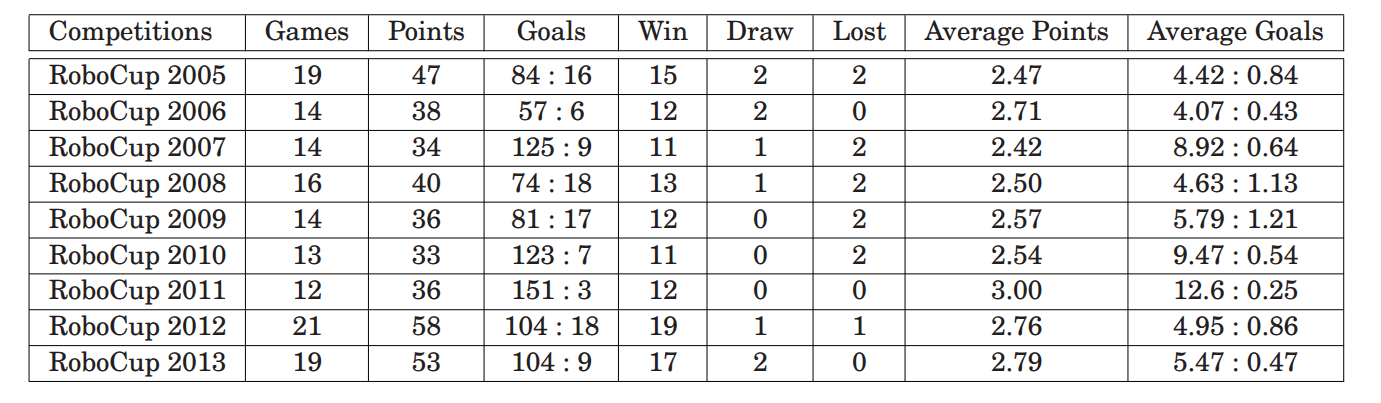 Competitions Games Points Goals Win Draw Lost Average Points Average Goals
RoboCup 2005 19 47 84 : 16 15 2 2 2.47 4.42 : 0.84
RoboCup 2006 14 38 57 : 6 12 2 0 2.71 4.07 : 0.43
RoboCup 2007 14 34 125 : 9 11 1 2 2.42 8.92 : 0.64
RoboCup 2008 16 40 74 : 18 13 1 2 2.50 4.63 : 1.13
RoboCup 2009 14 36 81 : 17 12 0 2 2.57 5.79 : 1.21
RoboCup 2010 13 33 123 : 7 11 0 2 2.54 9.47 : 0.54
RoboCup 2011 12 36 151 : 3 12 0 0 3.00 12.6 : 0.25
RoboCup 2012 21 58 104 : 18 19 1 1 2.76 4.95 : 0.86
RoboCup 2013 19 53 104 : 9 17 2 0 2.79 5.47 : 0.47